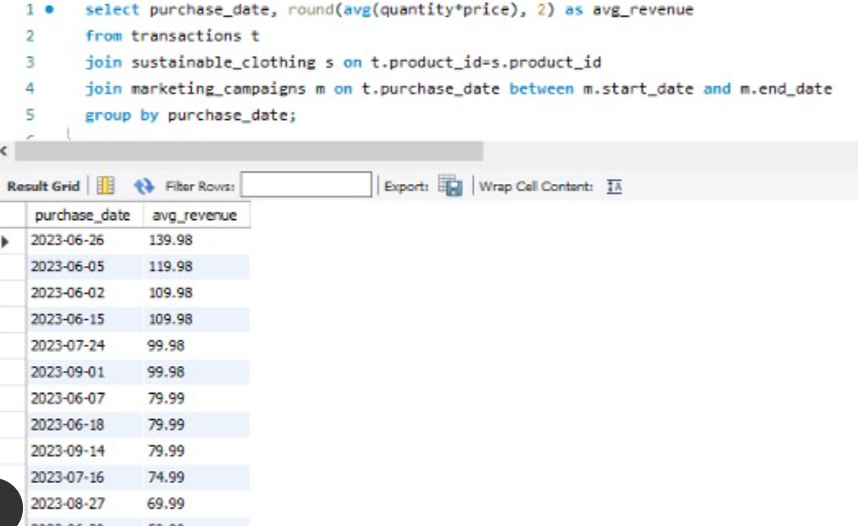 1 select purchase_date, round(avg(quantity*price), 2) as avg_revenue
2 from transactions t
3 join sustainable_clothing s on t.product_id=s.product_id
4 join marketing_campaigns m on t.purchase_date between m.start_date and m.end_date
5 group by purchase_date;
Result Grid Filter Rows: Export: Wrap Cell Content: IA
purchase_date avg_revenue
2023-06-26 139.98
2023-06-05 119.98
2023-06-02 109.98
2023-06-15 109.98
2023-07-24 99.98
2023-09-01 99.98
2023-06-07 79.99
2023-06-18 79.99
2023-09-14 79.99
2023-07-16 74.99
2023-08-27 69.99